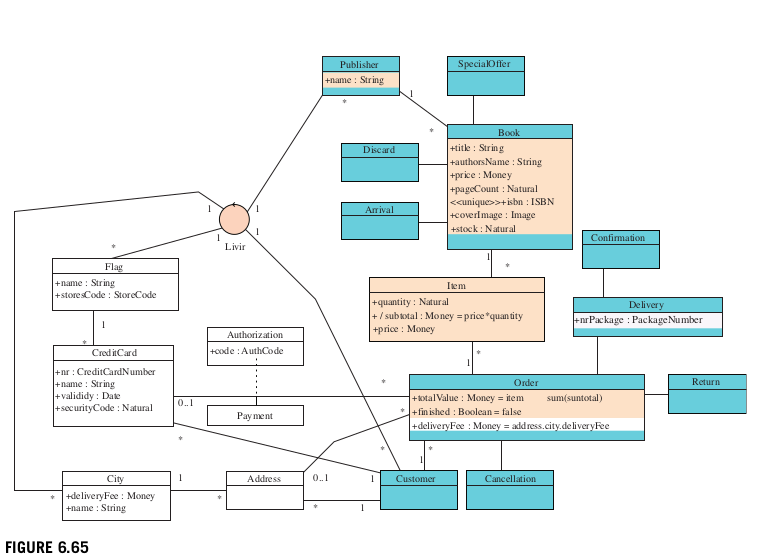 Publisher
+name : String
SpecialOffer
1
*
*
Book
+title : String
+authorsName : String
+price : Money
+pageCount : Natural
<<unique>>+isbn : ISBN
+coverImage : Image
+stock : Natural
Discard
Arrival
1
1
1
1
Livir
*
Flag
+name : String
+storesCode : StoreCode
1
*
Confirmation
Item
+quantity : Natural
+ / subtotal : Money = price*quantity
+price : Money
Delivery
+nrPackage : PackageNumber
1
*
CreditCard
+nr : CreditCardNumber
+name : String
+valididy : Date
+securityCode : Natural
Authorization
+code : AuthCode
Payment
1
*
0..1
*
*
Order
+totalValue : Money = item sum(suntotal)
+finished : Boolean = false
+deliveryFee : Money = address.city.deliveryFee
Return
*
*
*
1
City
+deliveryFee : Money
+name : String
1
*
*
Address
0..1
*
1
1
Customer
Cancellation
FIGURE 6.65